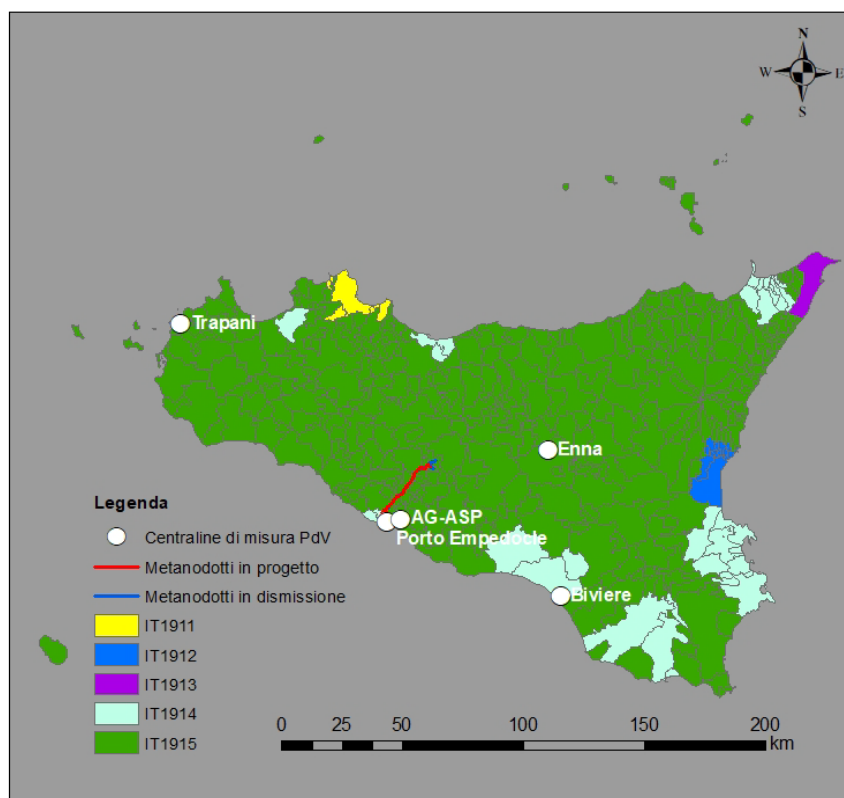 N
W E
S
Trapani
Enna
AG-ASP
Porto Empedocle
Biviere
Legenda
Centraline di misura PdV
Metanodotti in progetto
Metanodotti in dismissione
IT1911
IT1912
IT1913
IT1914
IT1915
0 25 50 100 150 200
km